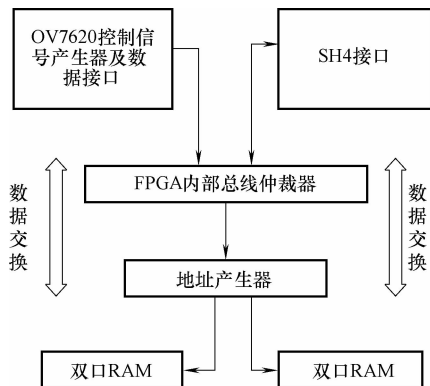 OV7620控制信
号产生器及数
据接口
SH4接口
数据交换
FPGA内部总线仲裁器
数据交换
地址产生器
双口RAM
双口RAM